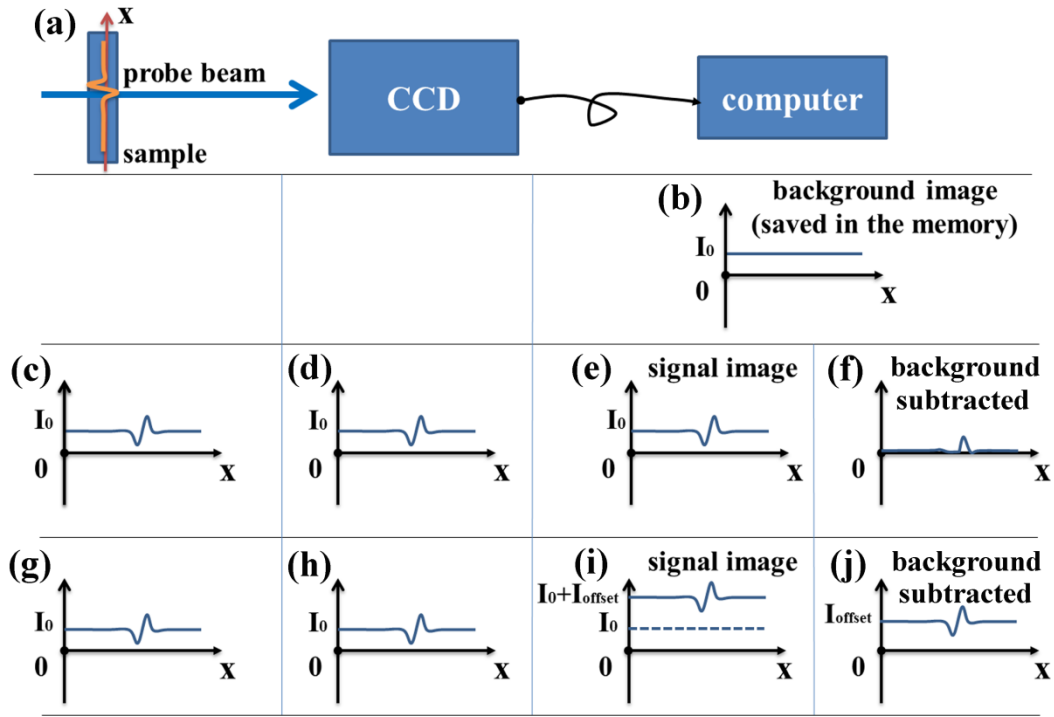 (a)
x
probe beam
CCD
computer
sample
(b)
background image
(saved in the memory)
I0
0
x
(c)
I0
0
x
(d)
I0
0
x
(e)
signal image
I0
0
x
(f)
background
subtracted
0
x
(g)
I0
0
x
(h)
I0
0
x
(i)
signal image
I0+Ioffset
I0
0
x
(j)
background
subtracted
Ioffset
0
x